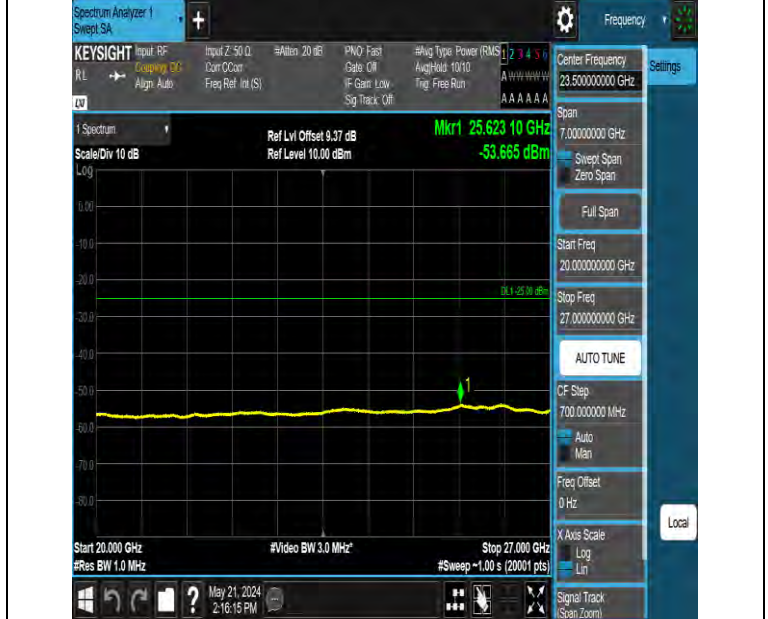 Spectrum Analyzer 1
Swept SA
+
Frequency
KEYSIGHT
RL
Input: RF
Coupling: DC
Align: Auto
Input Z: 50 Ω
Corr CCorr
Freq Ref: Int (S)
#Atten: 20 dB
PNO: Fast
Gate: Off
IF Gain: Low
Sig Track: Off
#Avg Type: Power (RMS
Avg|Hold: 10/10
Trig: Free Run
1 2 3 4 5 6
A W W W W W
A A A A A A
LXI
1 Spectrum
Scale/Div 10 dB
Ref Lvl Offset 9.37 dB
Ref Level 10.00 dBm
Mkr1 25.623 10 GHz
-53.665 dBm
Log
0.00
-10.0
-20.0
-30.0
-40.0
-50.0
-60.0
-70.0
-80.0
DL1 -25.00 dBm
1
Start 20.000 GHz
#Res BW 1.0 MHz
#Video BW 3.0 MHz*
Stop 27.000 GHz
#Sweep ~1.00 s (20001 pts)
May 21, 2024
2:16:15 PM
?
Center Frequency
23.500000000 GHz
Span
7.00000000 GHz
Swept Span
Zero Span
Full Span
Start Freq
20.000000000 GHz
Stop Freq
27.000000000 GHz
AUTO TUNE
CF Step
700.000000 MHz
Auto
Man
Freq Offset
0 Hz
X Axis Scale
Log
Lin
Signal Track
(Span Zoom)
Settings
Local